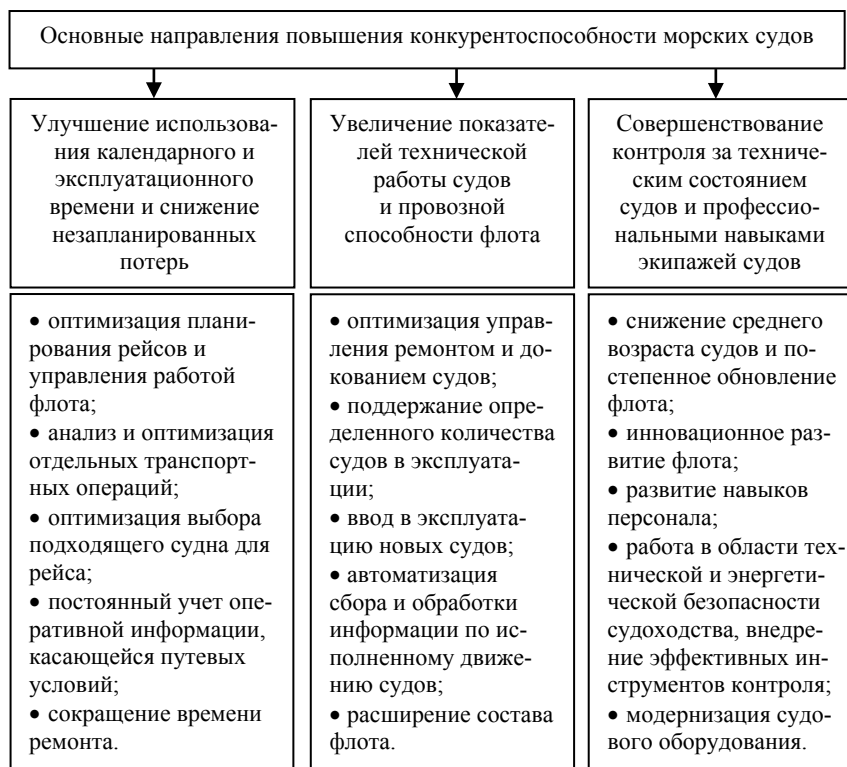 Основные направления повышения конкурентоспособности морских судов
Улучшение использова-
ния календарного и
эксплуатационного
времени и снижение
незапланированных
потерь
Увеличение показате-
лей технической
работы судов
и провозной
способности флота
Совершенствование
контроля за техниче-
ским состоянием
судов и профессио-
нальными навыками
экипажей судов
• оптимизация плани-
рования рейсов и
управления работой
флота;
• анализ и оптимизация
отдельных транспорт-
ных операций;
• оптимизация выбора
подходящего судна для
рейса;
• постоянный учет опе-
ративной информации,
касающейся путевых
условий;
• сокращение времени
ремонта.
• оптимизация управ-
ления ремонтом и до-
кованием судов;
• поддержание опре-
деленного количества
судов в эксплуата-
ции;
• ввод в эксплуата-
цию новых судов;
• автоматизация
сбора и обработки
информации по ис-
полненному движе-
нию судов;
• расширение состава
флота.
• снижение среднего
возраста судов и по-
степенное обновление
флота;
• инновационное раз-
витие флота;
• развитие навыков
персонала;
• работа в области тех-
нической и энергети-
ческой безопасности
судоходства, внедре-
ние эффективных ин-
струментов контроля;
• модернизация судо-
вого оборудования.